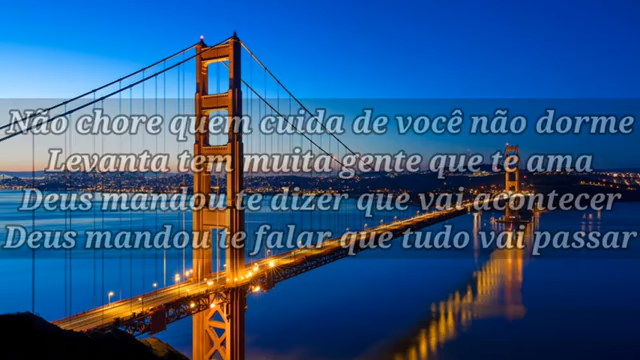 Não chore quem cuida de você não dorme
Levanta tem muita gente que te ama
Deus mandou te dizer que vai acontecer
Deus mandou te falar que tudo vai passar